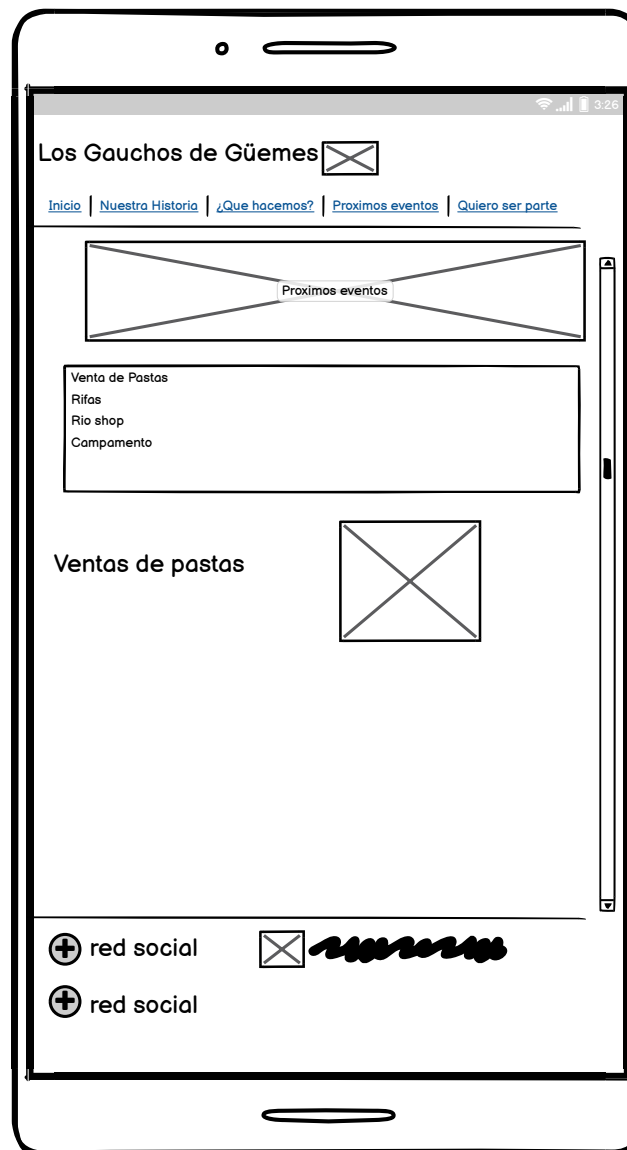 3:26
Los Gauchos de Güemes
Inicio Nuestra Historia ¿Que hacemos? Proximos eventos Quiero ser parte
Proximos eventos
Venta de Pastas
Rifas
Rio shop
Campamento
Ventas de pastas
red social
red social